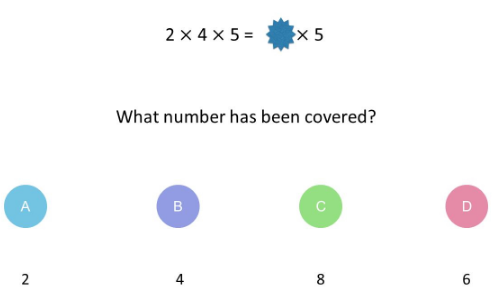 2 × 4 × 5 = × 5
What number has been covered?
A B C D
2 4 8 6